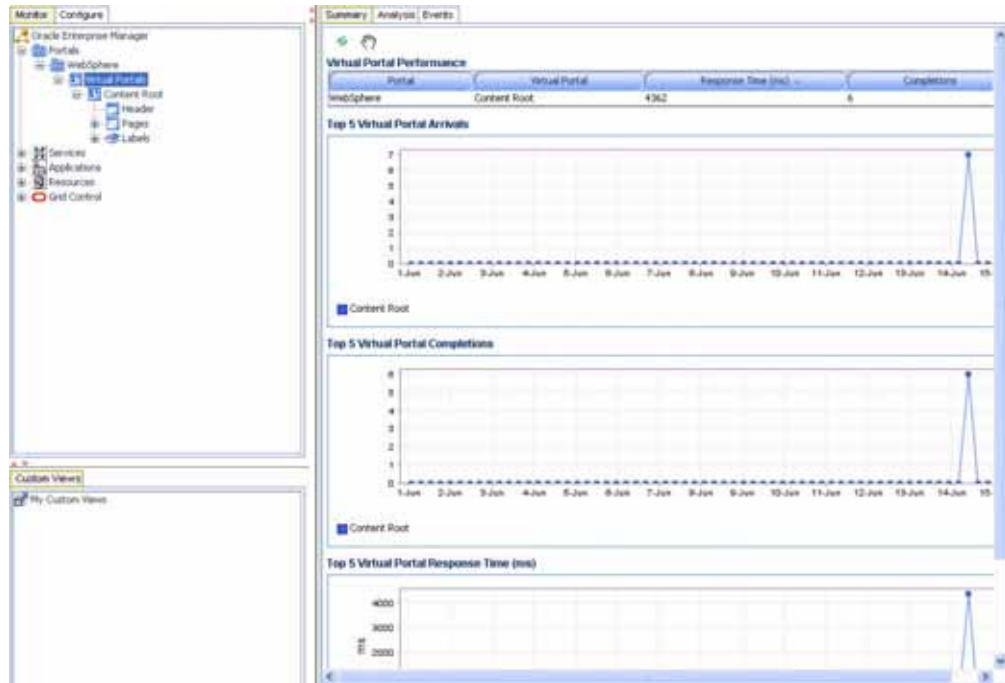 Monitor Configure
Oracle Enterprise Manager
Portals
WebSphere
Virtual Portals
Content Root
Header
Pages
Labels
Services
Applications
Resources
Grid Control
Custom Views
My Custom Views
Summary Analysis Events
Virtual Portal Performance
Portal Virtual Portal Response Time (ms) Completions
WebSphere Content Root 4362 6
Top 5 Virtual Portal Arrivals
7
6
5
4
3
2
1
0
1-Jun 2-Jun 3-Jun 4-Jun 5-Jun 6-Jun 7-Jun 8-Jun 9-Jun 10-Jun 11-Jun 12-Jun 13-Jun 14-Jun 15-
Content Root
Top 5 Virtual Portal Completions
6
5
4
3
2
1
0
1-Jun 2-Jun 3-Jun 4-Jun 5-Jun 6-Jun 7-Jun 8-Jun 9-Jun 10-Jun 11-Jun 12-Jun 13-Jun 14-Jun 15-
Content Root
Top 5 Virtual Portal Response Time (ms)
4000
3000
2000
ms